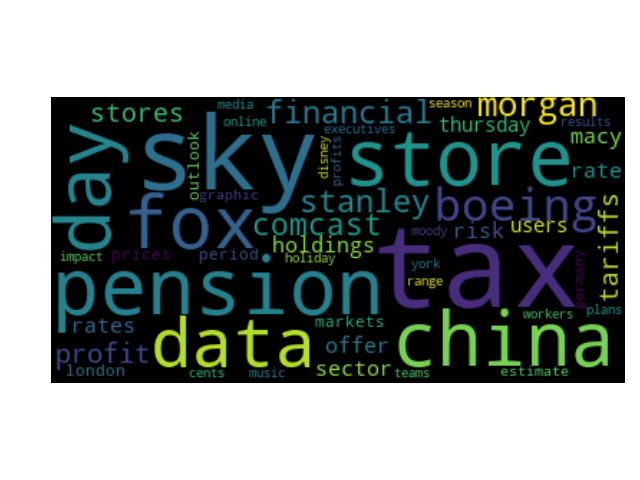 media
season
morgan
stores
financial
online
executives
thursday
results
day
sky
outlook
disney
profits
store
macy
rate
graphic
fox
stanley
boeing
tariffs
comcast
moody
risk
users
holdings
tax
impact
prices
period
holiday
york
germany
pension
range
rates
data
markets
china
workers
plans
profit
offer
london
cents
music
sector
teams
estimate